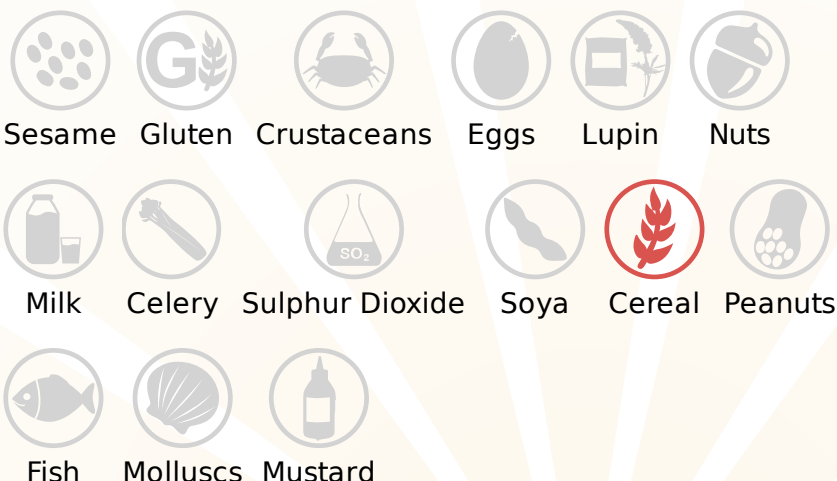 G
Sesame Gluten Crustaceans Eggs Lupin Nuts
SO₂
Milk Celery Sulphur Dioxide Soya Cereal Peanuts
Fish Molluscs Mustard